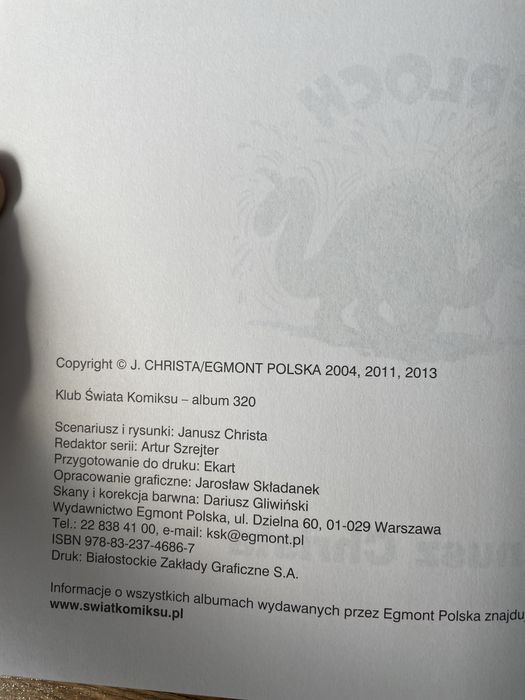 Copyright © J. CHRISTA/EGMONT POLSKA 2004, 2011, 2013
Klub Świata Komiksu – album 320
Scenariusz i rysunki: Janusz Christa
Redaktor serii: Artur Szrejter
Przygotowanie do druku: Ekart
Opracowanie graficzne: Jarosław Składanek
Skany i korekcja barwna: Dariusz Gliwiński
Wydawnictwo Egmont Polska, ul. Dzielna 60, 01-029 Warszawa
Tel.: 22 838 41 00, e-mail: ksk@egmont.pl
ISBN 978-83-237-4686-7
Druk: Białostockie Zakłady Graficzne S.A.
Informacje o wszystkich albumach wydawanych przez Egmont Polska znajdu
www.swiatkomiksu.pl